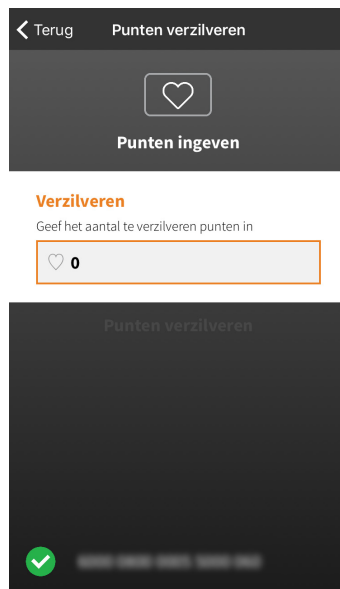 Terug Punten verzilveren
Punten ingeven
Verzilveren
Geef het aantal te verzilveren punten in
0
Punten verzilveren